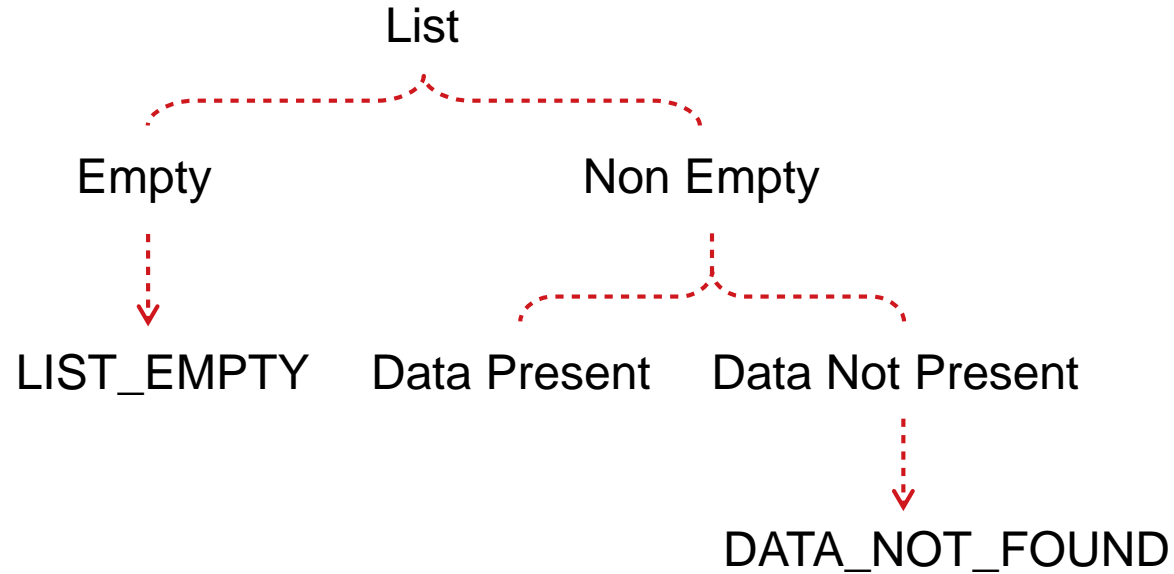 List
Empty
Non Empty
LIST_EMPTY
Data Present
Data Not Present
DATA_NOT_FOUND